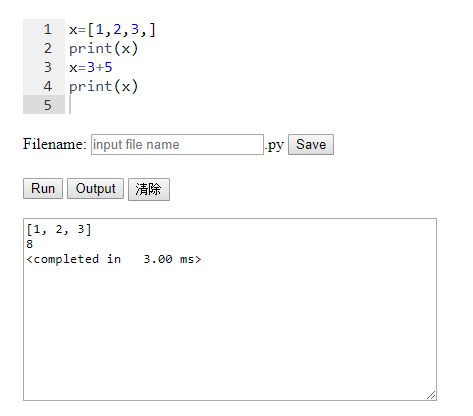 1 x=[1,2,3,]
2 print(x)
3 x=3+5
4 print(x)
5
Filename: input file name .py Save
Run Output 清除
[1, 2, 3]
8
<completed in   3.00 ms>